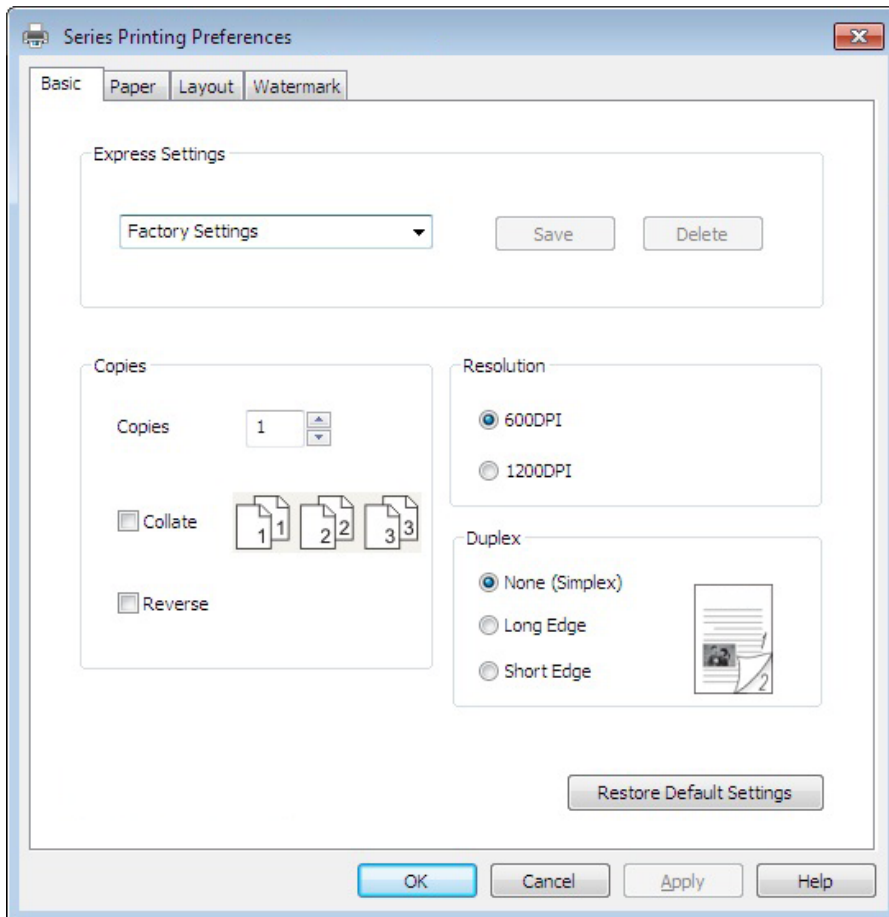 Series Printing Preferences
Basic Paper Layout Watermark
Express Settings
Factory Settings Save Delete
Copies
Copies 1
Collate 1 1 2 2 3 3
Reverse
Resolution
600DPI
1200DPI
Duplex
None (Simplex)
Long Edge
Short Edge
1
2
Restore Default Settings
OK Cancel Apply Help